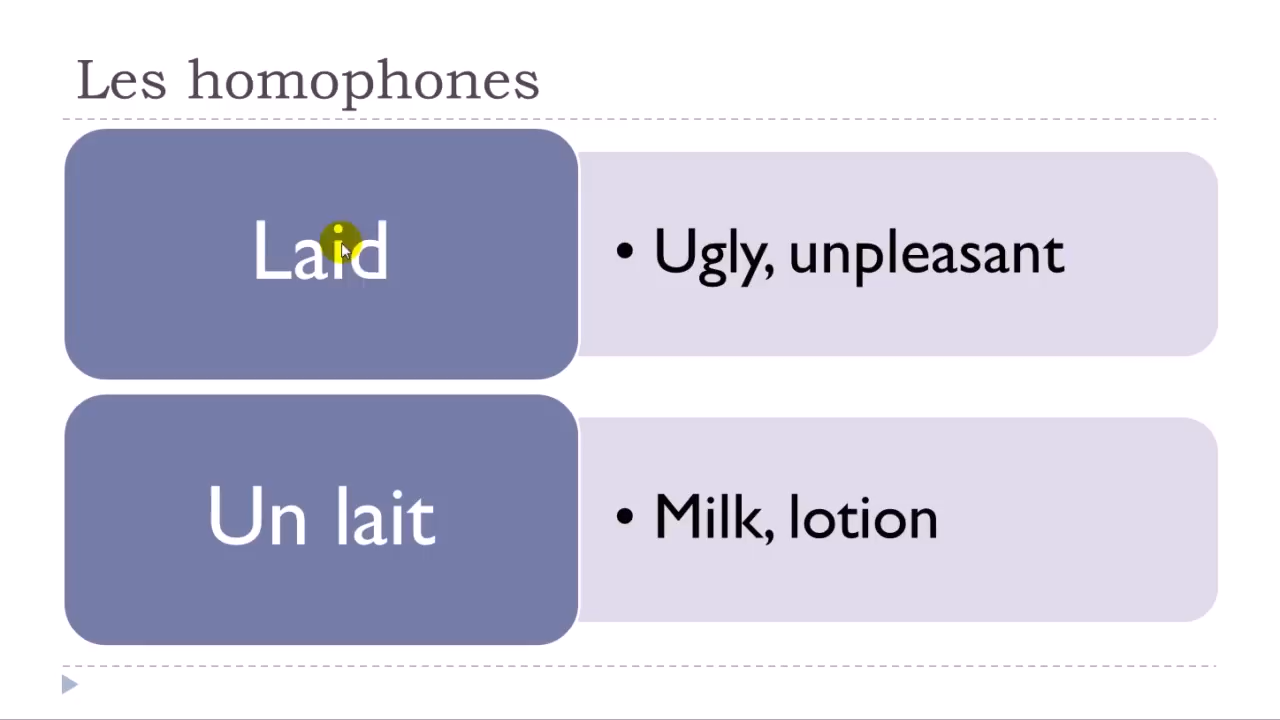 Les homophones
Laid
• Ugly, unpleasant
Un lait
• Milk, lotion